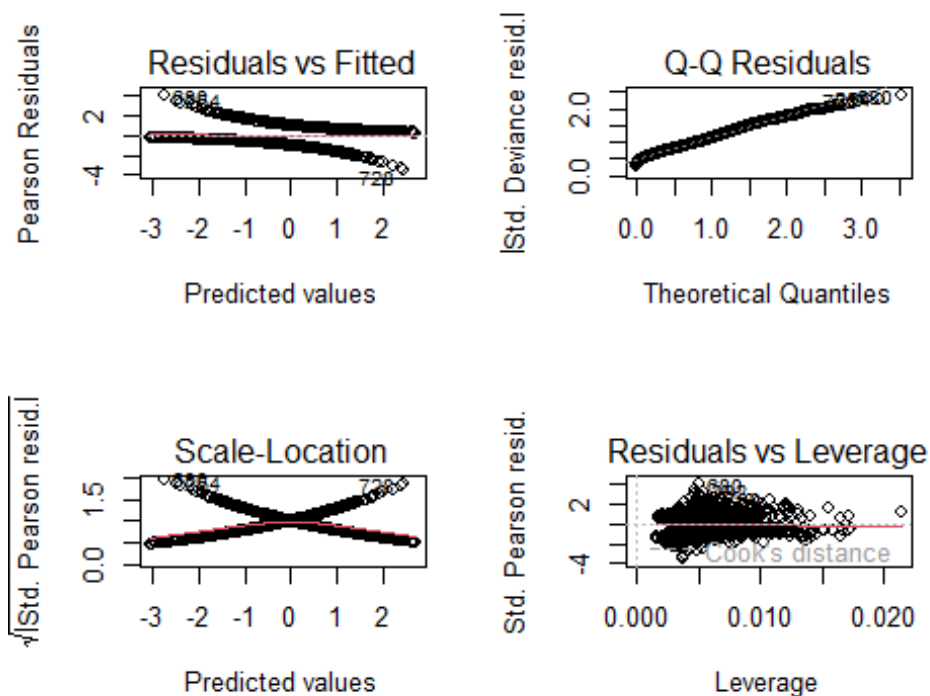 Residuals vs Fitted
Pearson Residuals
2
-4
-3 -2 -1 0 1 2
Predicted values
728
Q-Q Residuals
|Std. Deviance resid.|
2.0
0.0
0.0 1.0 2.0 3.0
Theoretical Quantiles
Scale-Location
√|Std. Pearson resid.|
1.5
0.0
728
-3 -2 -1 0 1 2
Predicted values
Residuals vs Leverage
Std. Pearson resid.
2
-4
680
Cook's distance
0.000 0.010 0.020
Leverage